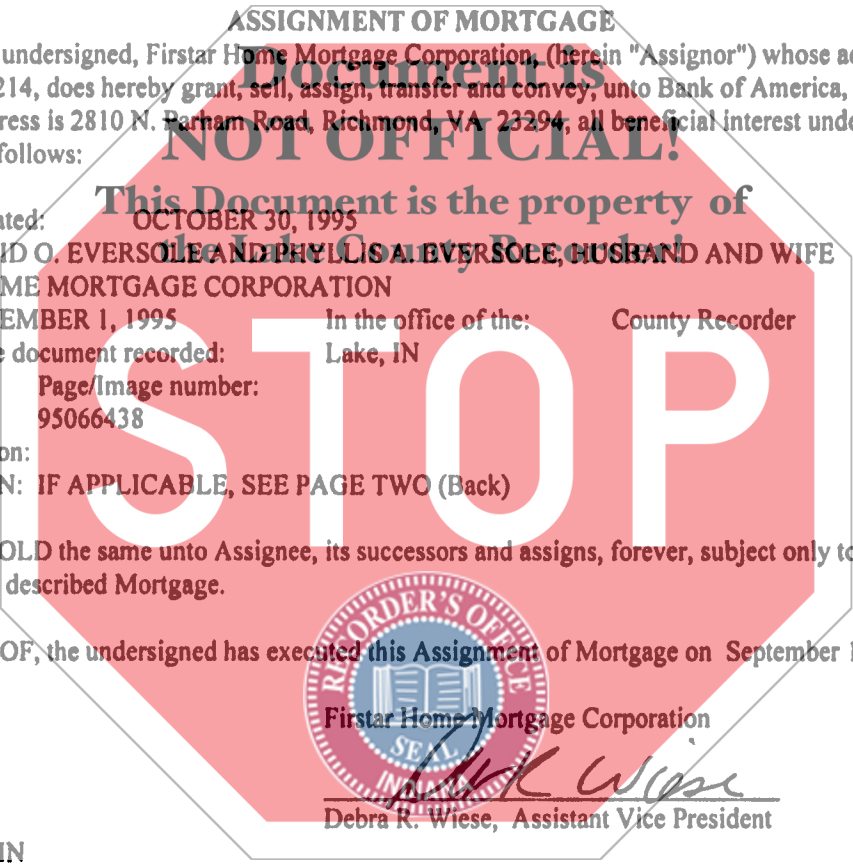 ASSIGNMENT OF MORTGAGE
undersigned, Firstar Home Mortgage Corporation, (herein "Assignor") whose a
214, does hereby grant, sell, assign, transfer and convey, unto Bank of America,
ress is 2810 N. Parham Road, Richmond, VA 23294, all beneficial interest unde
follows:
Document is
NOT OFFICIAL!
This Document is the property of
the Lake County Recorder!
ated: OCTOBER 30, 1995
ID O. EVERSOLE AND PHYLLIS A. EVERSOLE, HUSBAND AND WIFE
ME MORTGAGE CORPORATION
EMBER 1, 1995 In the office of the: County Recorder
e document recorded: Lake, IN
Page/Image number:
95066438
on:
N: IF APPLICABLE, SEE PAGE TWO (Back)
STOP
OLD the same unto Assignee, its successors and assigns, forever, subject only to
described Mortgage.
OF, the undersigned has executed this Assignment of Mortgage on September 1
RECORDER'S OFFICE
SEAL
INDIANA
Firstar Home Mortgage Corporation
Debra R. Wiese, Assistant Vice President
IN